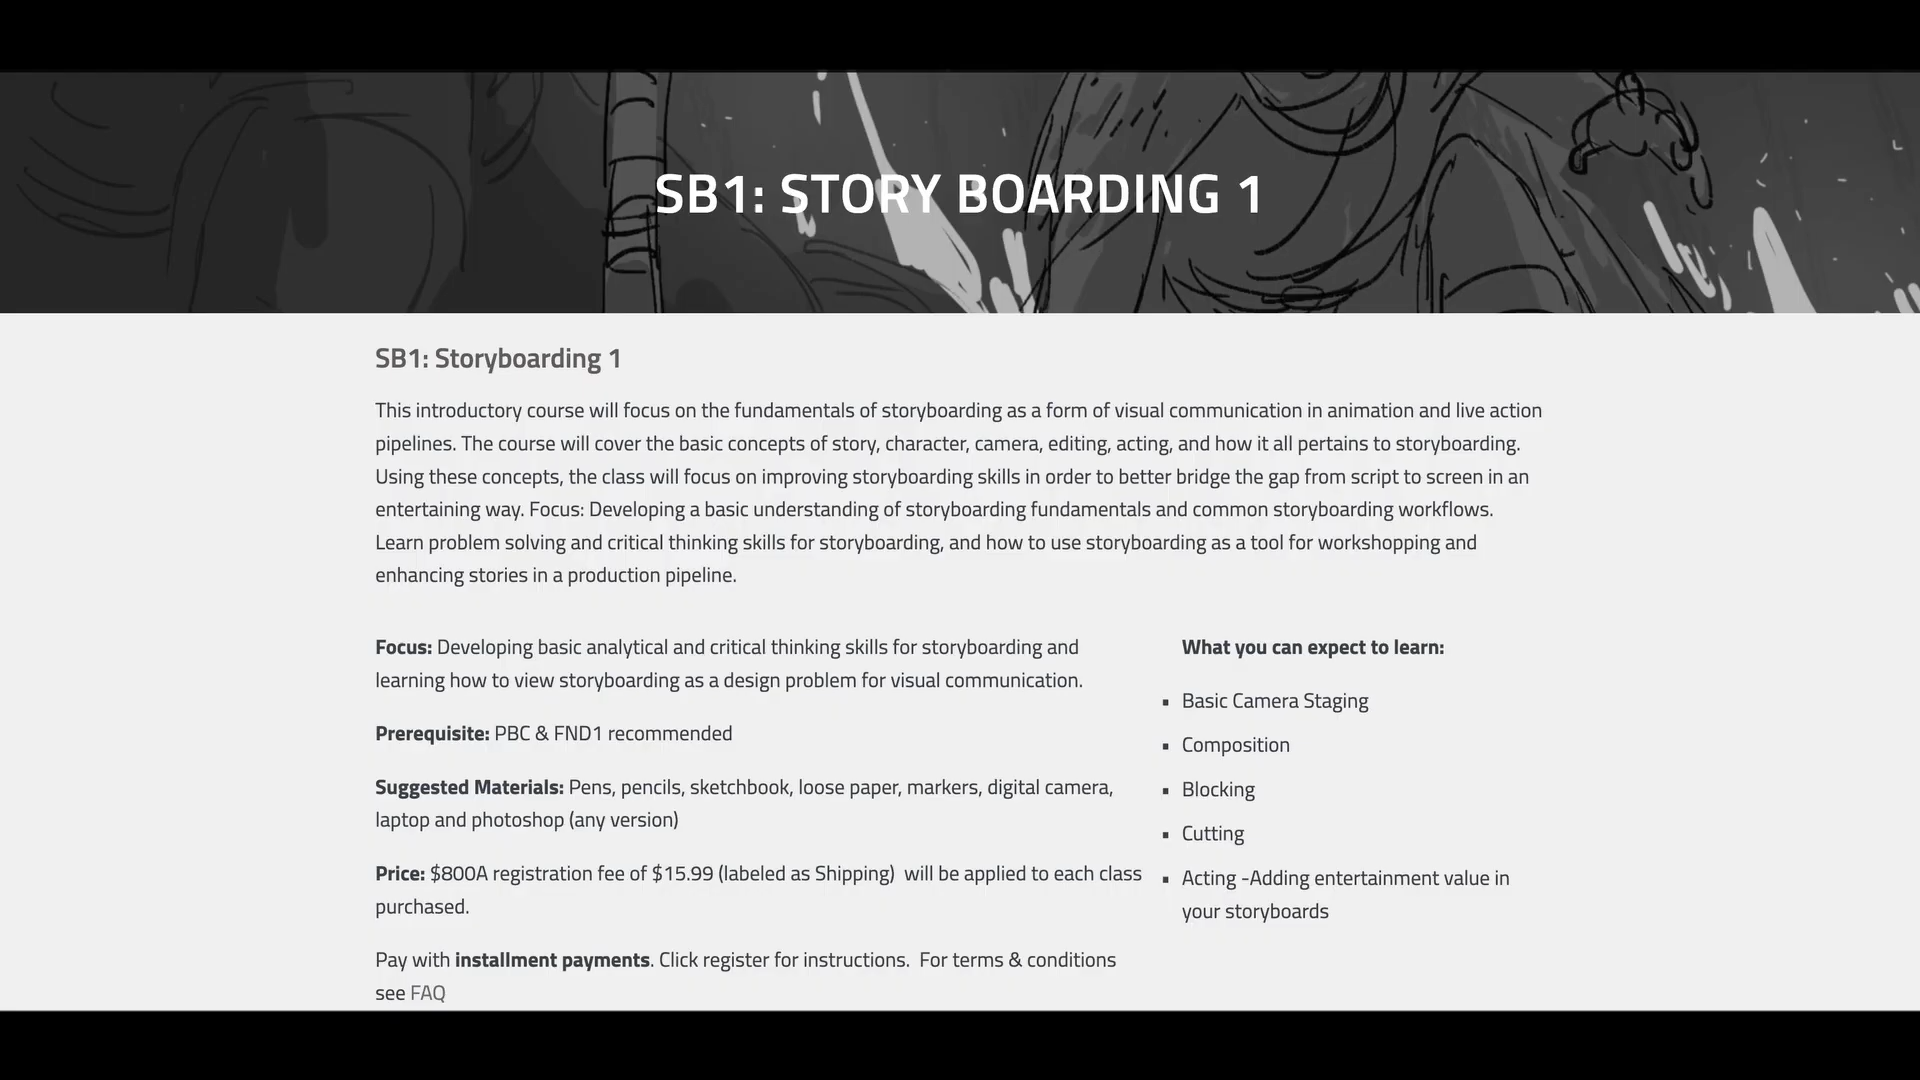 SB1: STORY BOARDING 1
SB1: Storyboarding 1
This introductory course will focus on the fundamentals of storyboarding as a form of visual communication in animation and live action
pipelines. The course will cover the basic concepts of story, character, camera, editing, acting, and how it all pertains to storyboarding.
Using these concepts, the class will focus on improving storyboarding skills in order to better bridge the gap from script to screen in an
entertaining way. Focus: Developing a basic understanding of storyboarding fundamentals and common storyboarding workflows.
Learn problem solving and critical thinking skills for storyboarding, and how to use storyboarding as a tool for workshopping and
enhancing stories in a production pipeline.
Focus: Developing basic analytical and critical thinking skills for storyboarding and
learning how to view storyboarding as a design problem for visual communication.
Prerequisite: PBC & FND1 recommended
Suggested Materials: Pens, pencils, sketchbook, loose paper, markers, digital camera,
laptop and photoshop (any version)
Price: $800A registration fee of $15.99 (labeled as Shipping)  will be applied to each class
purchased.
Pay with installment payments. Click register for instructions.  For terms & conditions
see FAQ
What you can expect to learn:
▪ Basic Camera Staging
▪ Composition
▪ Blocking
▪ Cutting
▪ Acting -Adding entertainment value in
your storyboards